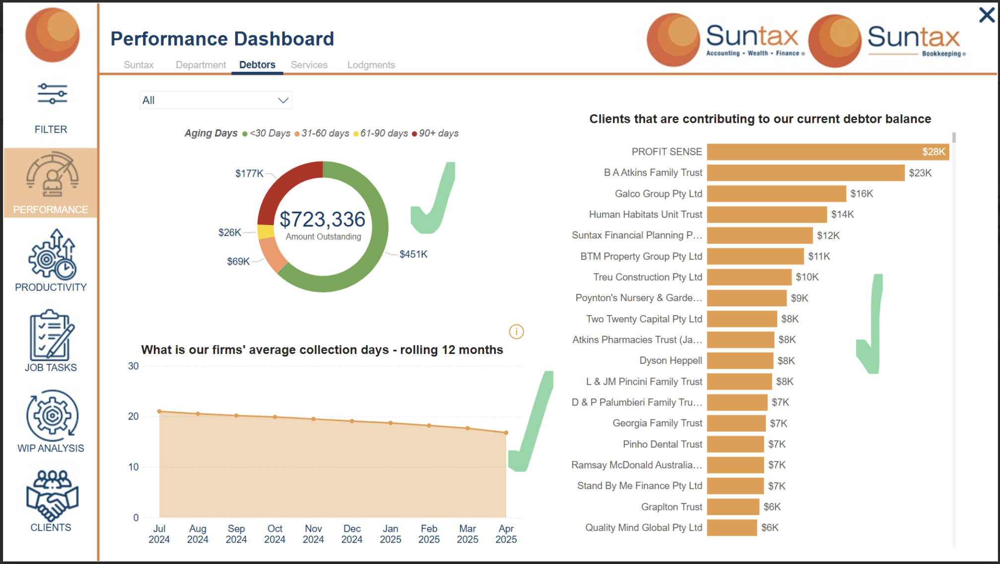 Performance Dashboard
Suntax
Accounting • Wealth • Finance ®
Suntax
Bookkeeping ®
Suntax Department Debtors Services Lodgments
FILTER
PERFORMANCE
PRODUCTIVITY
JOB TASKS
WIP ANALYSIS
CLIENTS
All
Aging Days <30 Days 31-60 days 61-90 days 90+ days
$177K
$26K
$69K
$451K
$723,336
Amount Outstanding
i
What is our firms' average collection days - rolling 12 months
30
20
10
0
Jul 2024
Aug 2024
Sep 2024
Oct 2024
Nov 2024
Dec 2024
Jan 2025
Feb 2025
Mar 2025
Apr 2025
Clients that are contributing to our current debtor balance
PROFIT SENSE $28K
B A Atkins Family Trust $23K
Galco Group Pty Ltd $16K
Human Habitats Unit Trust $14K
Suntax Financial Planning P... $12K
BTM Property Group Pty Ltd $11K
Treu Construction Pty Ltd $10K
Poynton's Nursery & Garde... $9K
Two Twenty Capital Pty Ltd $8K
Atkins Pharmacies Trust (Ja... $8K
Dyson Heppell $8K
L & JM Pincini Family Trust $8K
D & P Palumbieri Family Tru... $7K
Georgia Family Trust $7K
Pinho Dental Trust $7K
Ramsay McDonald Australia... $7K
Stand By Me Finance Pty Ltd $7K
Graplton Trust $6K
Quality Mind Global Pty Ltd $6K